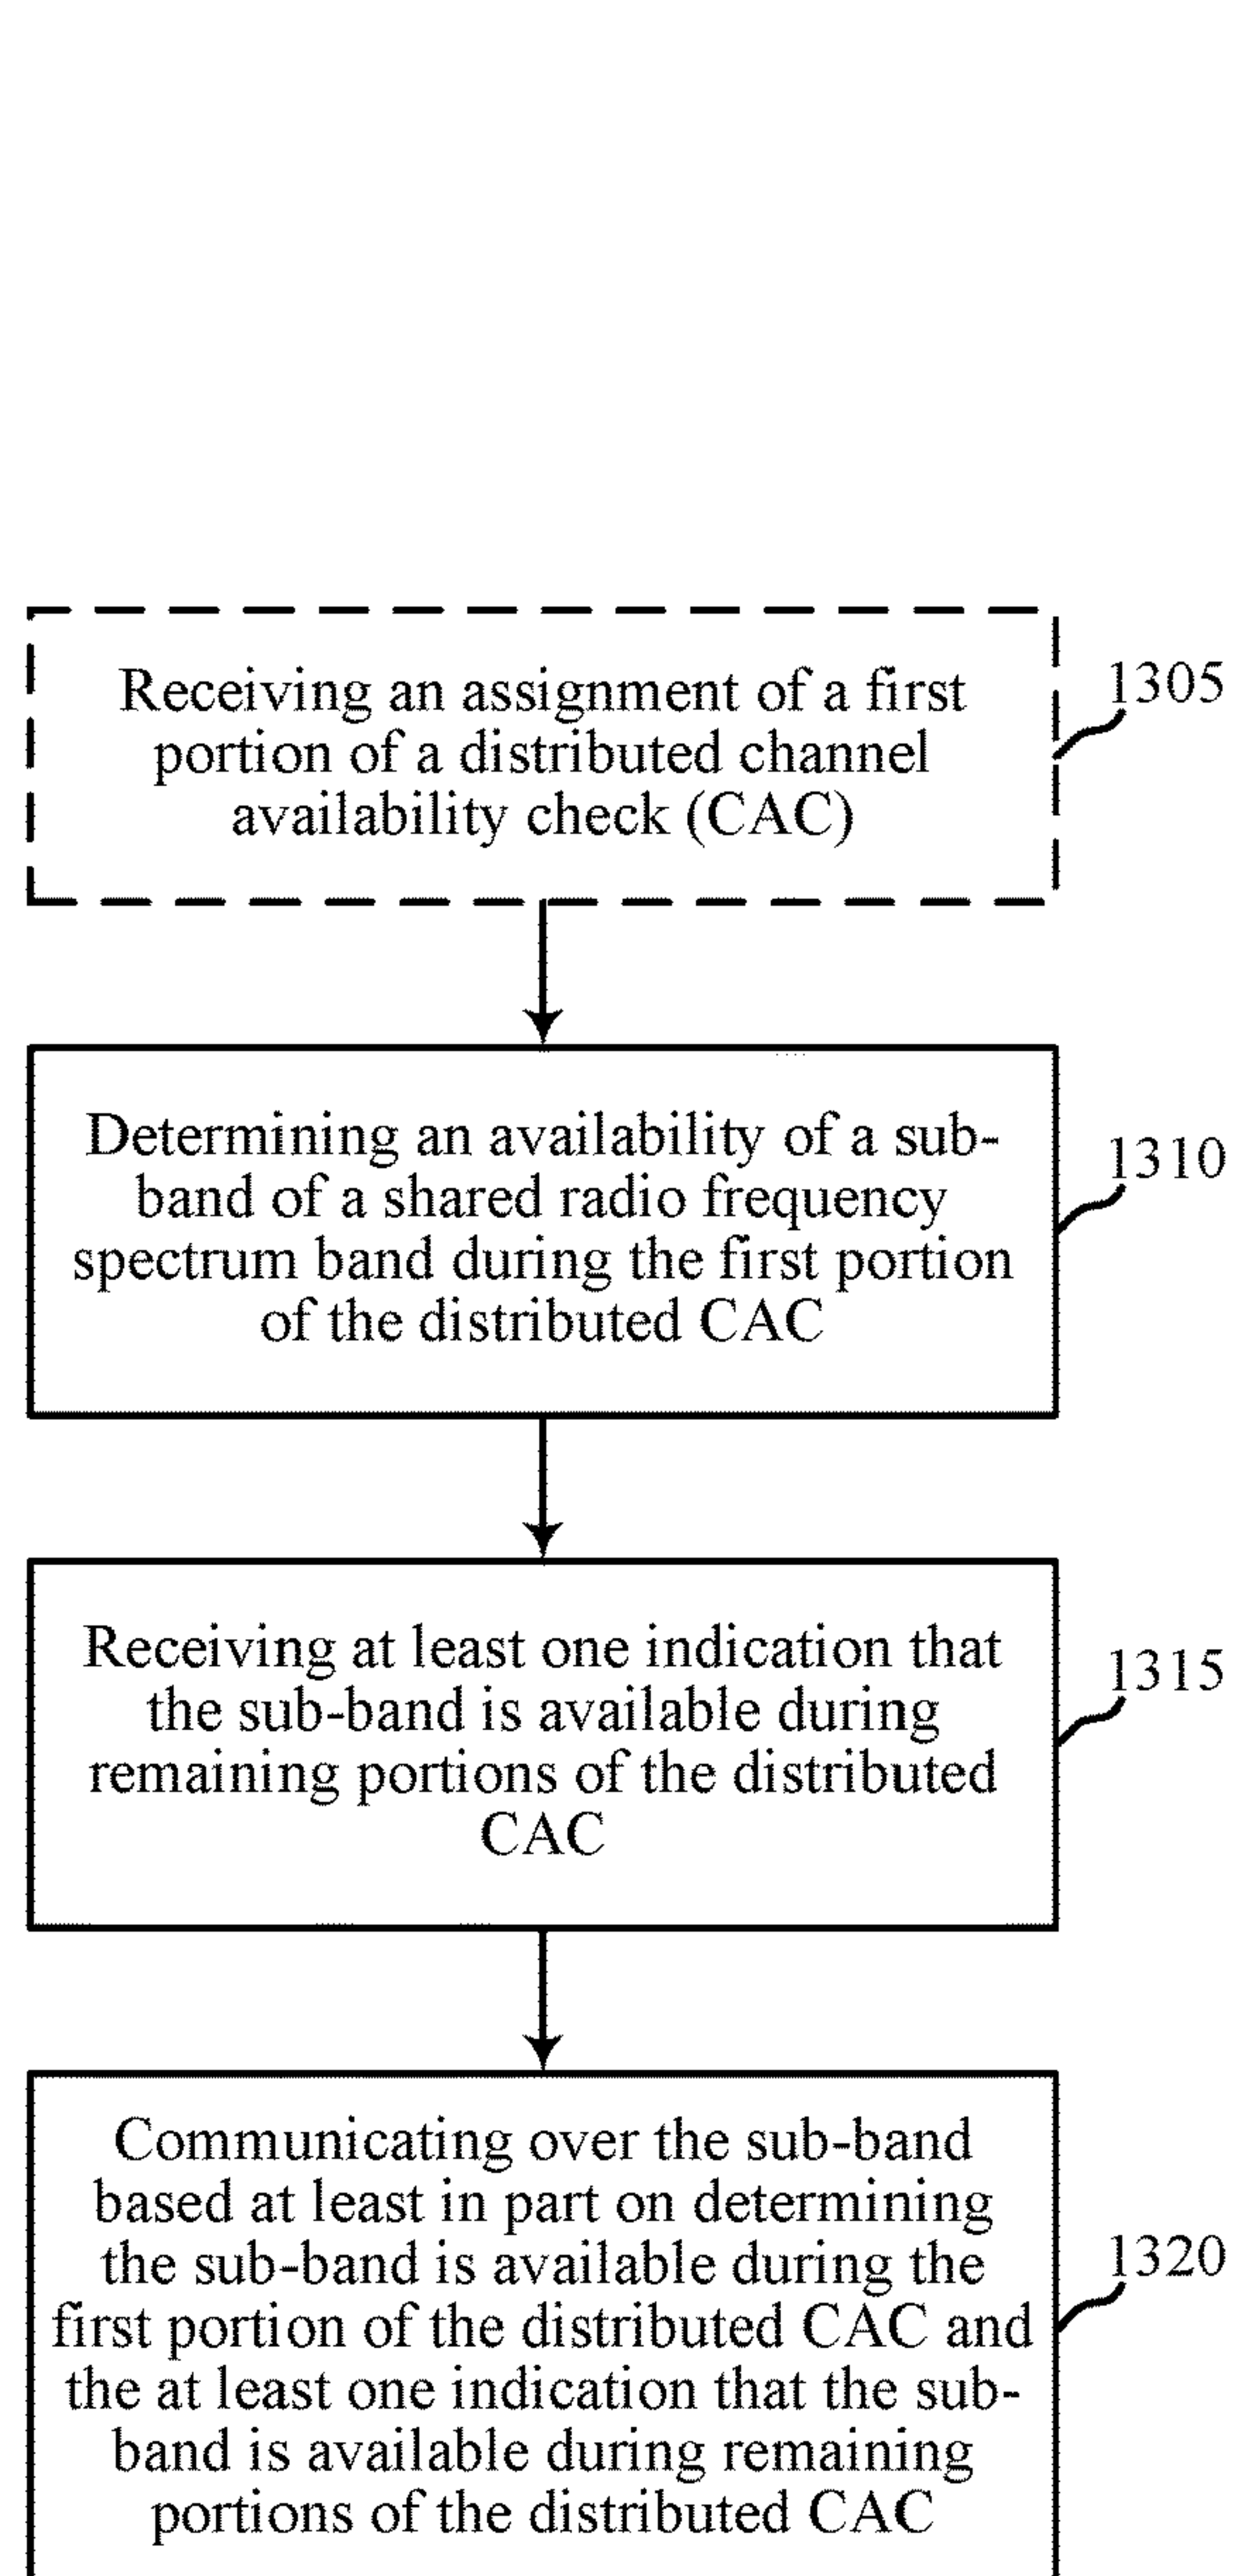 Receiving an assignment of a first
portion of a distributed channel
availability check (CAC)
1305
Determining an availability of a sub-
band of a shared radio frequency
spectrum band during the first portion
of the distributed CAC
1310
Receiving at least one indication that
the sub-band is available during
remaining portions of the distributed
CAC
1315
Communicating over the sub-band
based at least in part on determining
the sub-band is available during the
first portion of the distributed CAC and
the at least one indication that the sub-
band is available during remaining
portions of the distributed CAC
1320